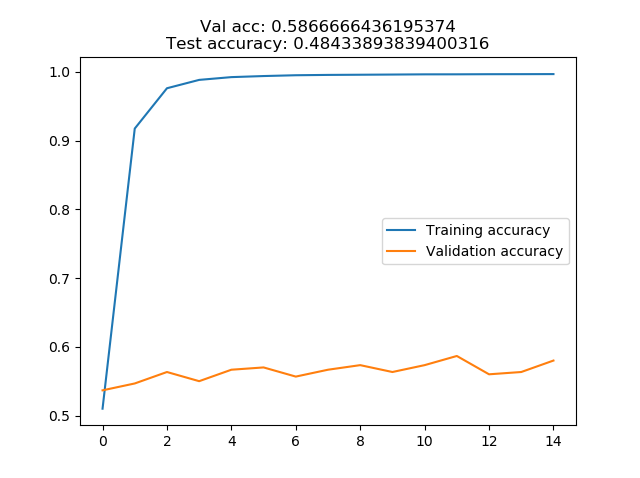 Val acc: 0.5866666436195374
Test accuracy: 0.48433893839400316
1.0
0.9
0.8
0.7
0.6
0.5
Training accuracy
Validation accuracy
0 2 4 6 8 10 12 14